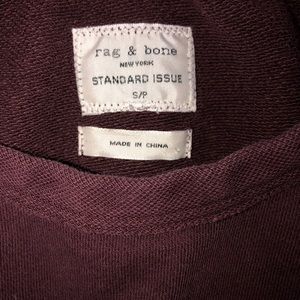 rag & bone
NEW YORK
STANDARD ISSUE
S/P
MADE IN CHINA